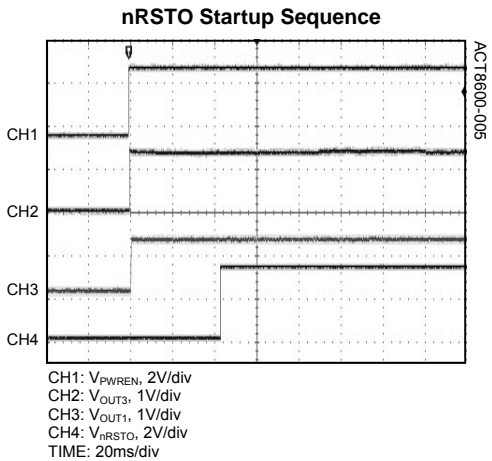 nRSTO Startup Sequence
ACT8600-005
CH1
CH2
CH3
CH4
CH1: VPWREN, 2V/div
CH2: VOUT3, 1V/div
CH3: VOUT1, 1V/div
CH4: VnRSTO, 2V/div
TIME: 20ms/div